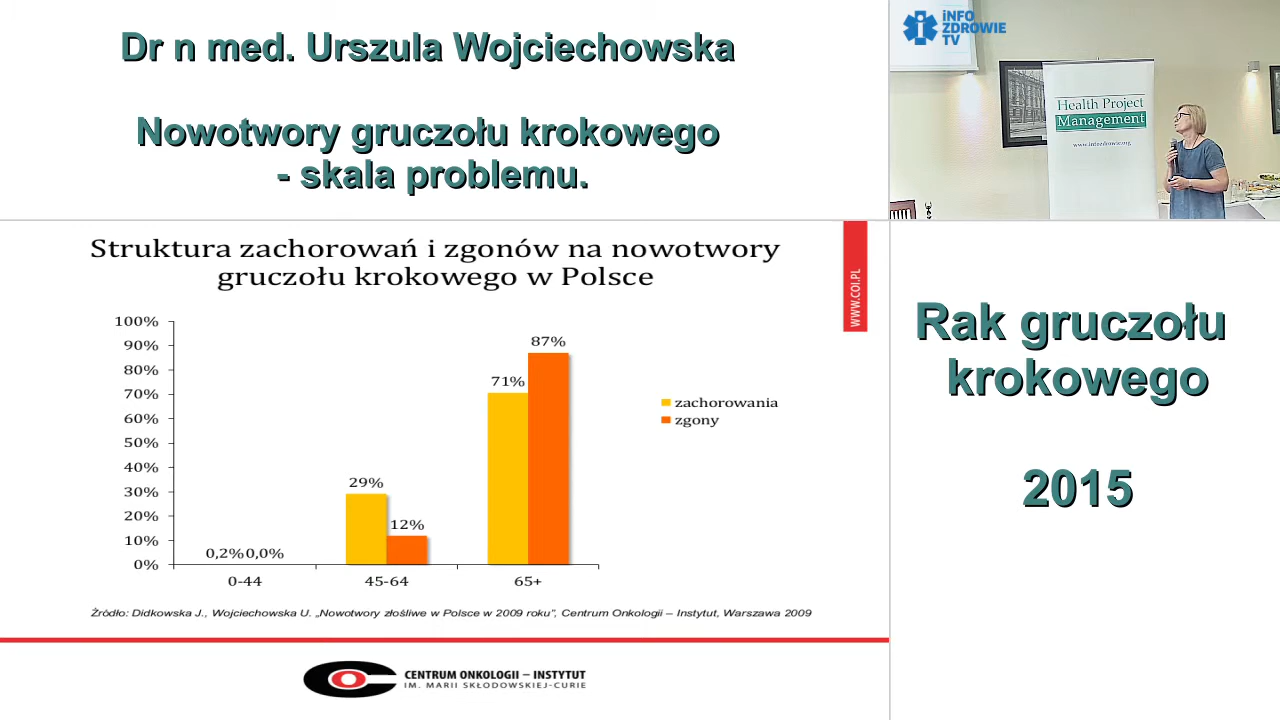 Dr n med. Urszula Wojciechowska
Nowotwory gruczołu krokowego
- skala problemu.
iNFO
ZDROWIE
TV
Health Project
Management
www.infozdrowie.org
Struktura zachorowań i zgonów na nowotwory
gruczołu krokowego w Polsce
WWW.COI.PL
100%
90%
80%
70%
60%
50%
40%
30%
20%
10%
0%
0,2% 0,0%
29%
12%
71%
87%
0-44
45-64
65+
zachorowania
zgony
Źródło: Didkowska J., Wojciechowska U. „Nowotwory złośliwe w Polsce w 2009 roku”, Centrum Onkologii – Instytut, Warszawa 2009
CENTRUM ONKOLOGII – INSTYTUT
IM. MARII SKŁODOWSKIEJ-CURIE
Rak gruczołu
krokowego
2015